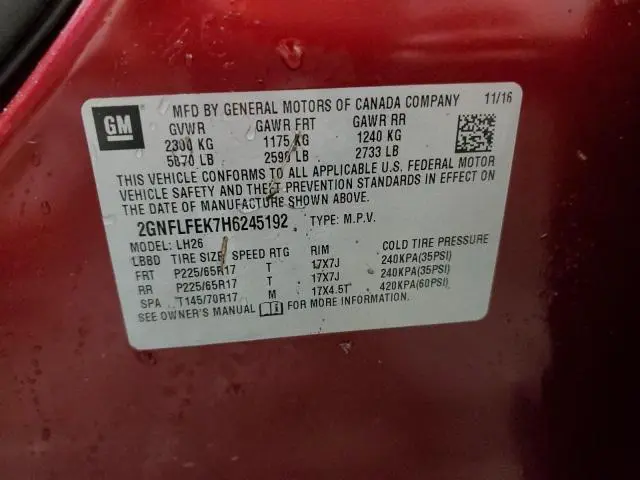 GM
MFD BY GENERAL MOTORS OF CANADA COMPANY 11/16
GVWR GAWR FRT GAWR RR
2300 KG 1175 KG 1240 KG
5070 LB 2590 LB 2733 LB
THIS VEHICLE CONFORMS TO ALL APPLICABLE U.S. FEDERAL MOTOR
VEHICLE SAFETY AND THEFT PREVENTION STANDARDS IN EFFECT ON
THE DATE OF MANUFACTURE SHOWN ABOVE.
2GNFLFEK7H6245192 TYPE: M.P.V.
MODEL: LH26
LBBD TIRE SIZE SPEED RTG RIM COLD TIRE PRESSURE
FRT P225/65R17 T 17X7J 240KPA(35PSI)
RR P225/65R17 T 17X7J 240KPA(35PSI)
SPA T145/70R17 M 17X4.5T 420KPA(60PSI)
SEE OWNER'S MANUAL FOR MORE INFORMATION